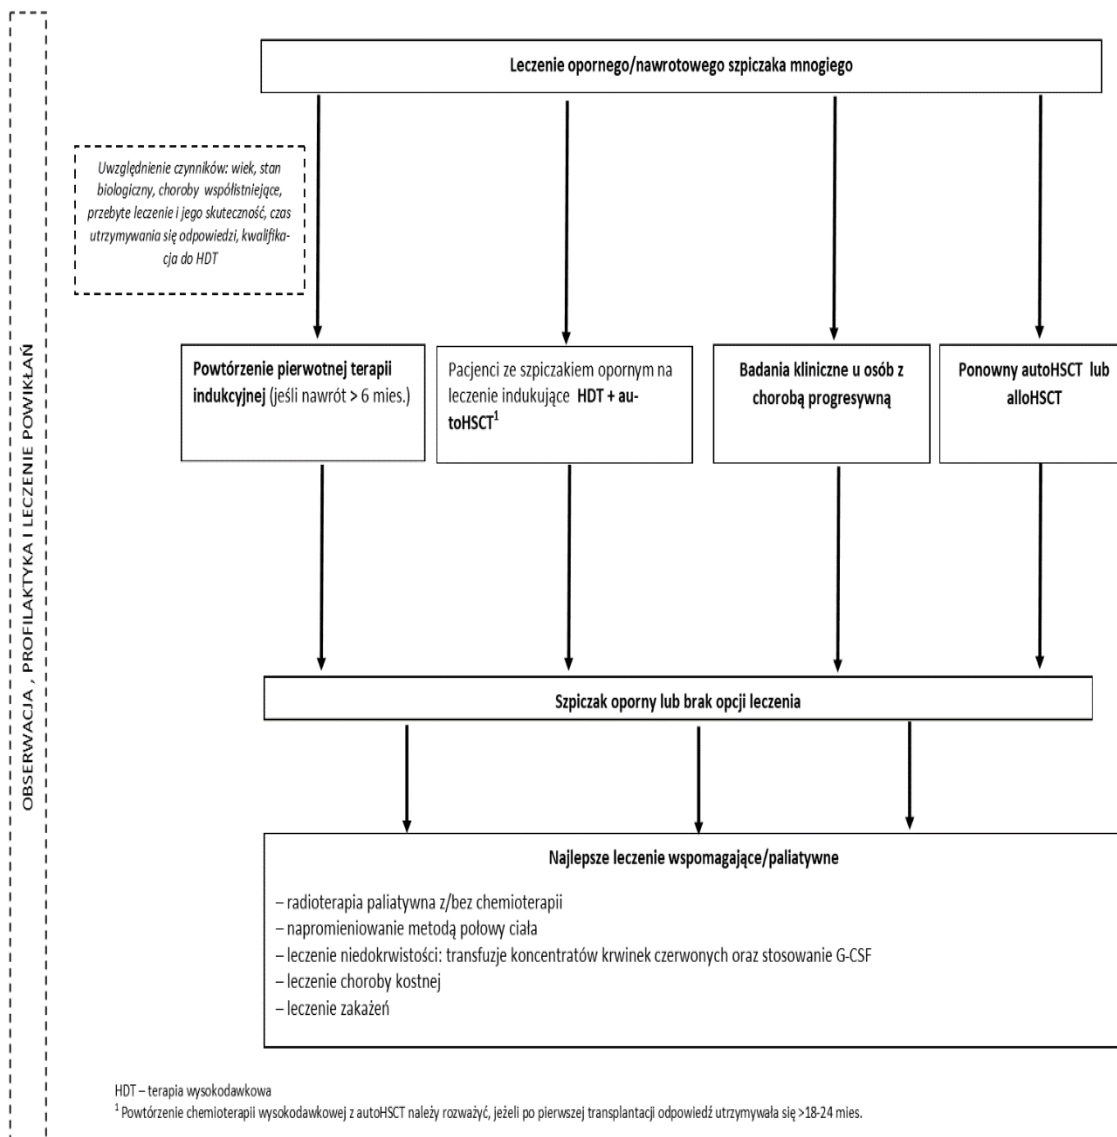 Leczenie opornego/nawrotowego szpiczaka mnogiego
Uwzględnienie czynników: wiek, stan
biologiczny, choroby współistniejące,
przebyte leczenie i jego skuteczność, czas
utrzymywania się odpowiedzi, kwalifika-
cja do HDT
OBSERWACJA , PROFILAKTYKA I LECZENIE POWIKŁAŃ
Powtórzenie pierwotnej terapii
indukcyjnej (jeśli nawrót > 6 mies.)
Pacjenci ze szpiczakiem opornym na
leczenie indukujące HDT + au-
toHSCT¹
Badania kliniczne u osób z
chorobą progresywną
Ponowny autoHSCT lub
alloHSCT
Szpiczak oporny lub brak opcji leczenia
Najlepsze leczenie wspomagające/paliatywne
– radioterapia paliatywna z/bez chemioterapii
– napromieniowanie metodą połowy ciała
– leczenie niedokrwistości: transfuzje koncentratów krwinek czerwonych oraz stosowanie G-CSF
– leczenie choroby kostnej
– leczenie zakażeń
HDT – terapia wysokodawkowa
¹ Powtórzenie chemioterapii wysokodawkowej z autoHSCT należy rozważyć, jeżeli po pierwszej transplantacji odpowiedź utrzymywała się >18-24 mies.